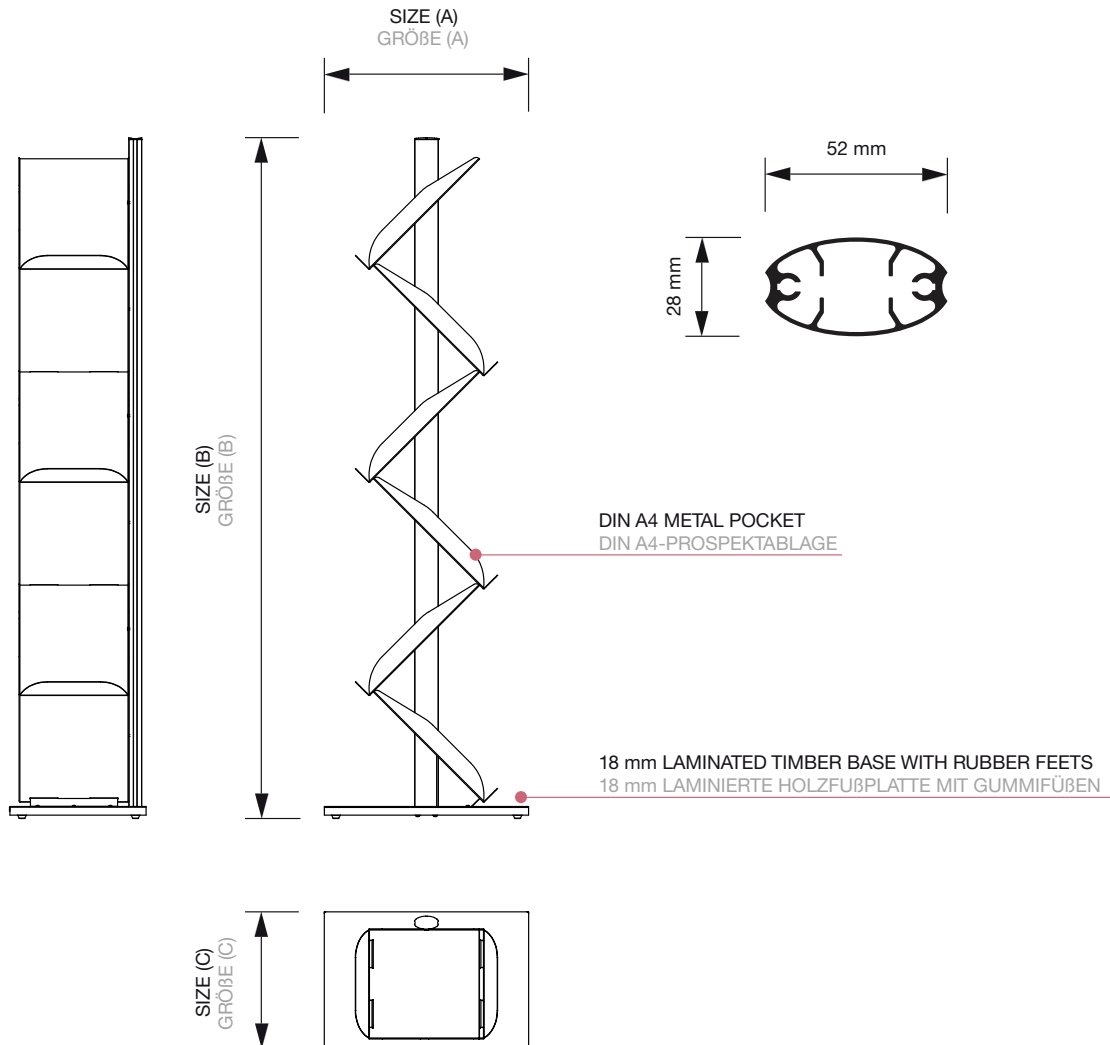 SIZE (A)
GRÖßE (A)
52 mm
28 mm
SIZE (B)
GRÖßE (B)
DIN A4 METAL POCKET
DIN A4-PROSPEKTABLAGE
18 mm LAMINATED TIMBER BASE WITH RUBBER FEETS
18 mm LAMINIERTE HOLZFUßPLATTE MIT GUMMIFÜßEN
SIZE (C)
GRÖßE (C)